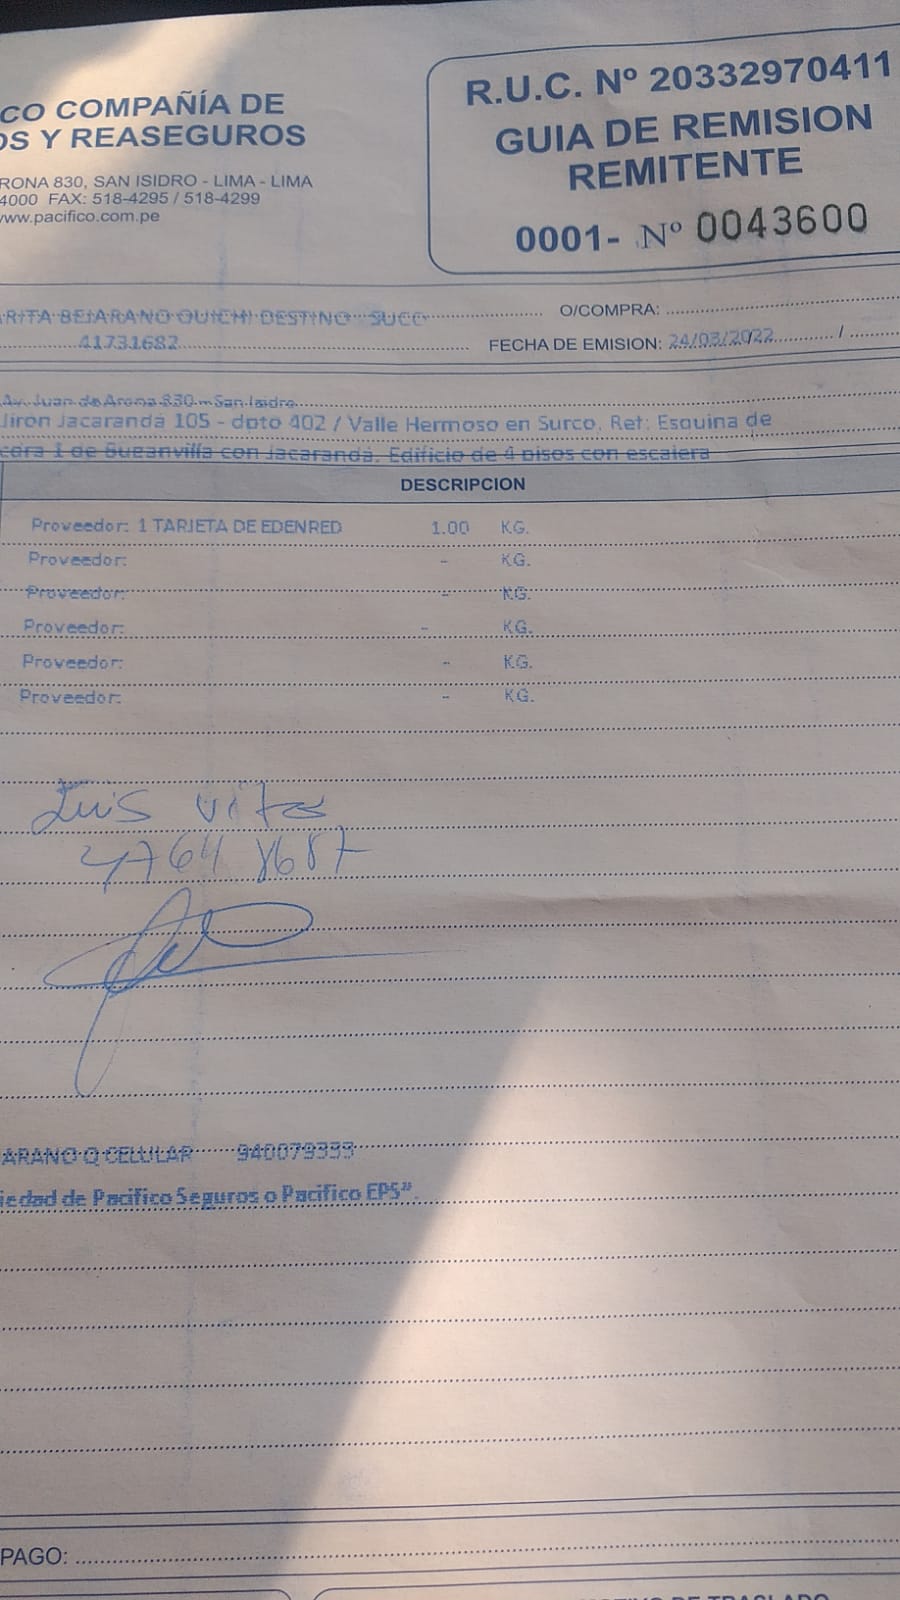 CO COMPAÑÍA DE
OS Y REASEGUROS
RONA 830, SAN ISIDRO - LIMA - LIMA
4000 FAX: 518-4295 / 518-4299
www.pacifico.com.pe
R.U.C. Nº 20332970411
GUIA DE REMISION
REMITENTE
0001- Nº 0043600
RITA BEJARANO QUICHI DESTINO SUCO
O/COMPRA:
41731682
FECHA DE EMISION: 24/03/2022 /
Av. Juan de Arona 830 - San Isidro
Jiron Jacarandá 105 - dpto 402 / Valle Hermoso en Surco, Ref: Esquina de
cdra 1 de Buganvilla con Jacarandá. Edificio de 4 pisos con escalera
DESCRIPCION
Proveedor: 1 TARJETA DE EDENRED 1.00 KG.
Proveedor: - KG.
Proveedor: - KG.
Proveedor: - KG.
Proveedor: - KG.
Proveedor: - KG.
Luis
ARANO Q CELULAR 940079333
iedad de Pacifico Seguros o Pacifico EPS".
PAGO: